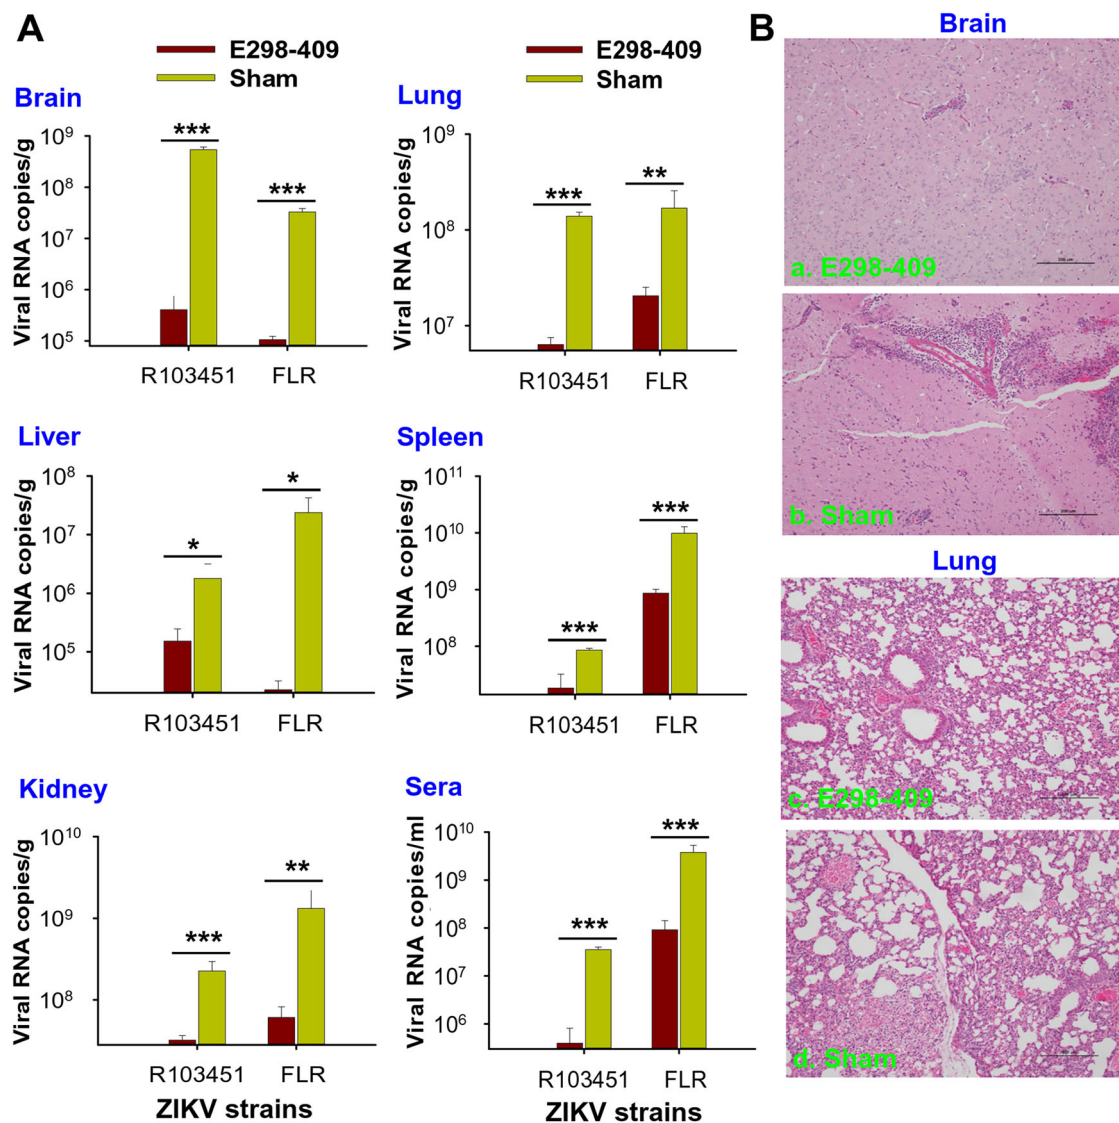 A
E298-409
Sham
E298-409
Sham
Brain
Viral RNA copies/g
10⁹
10⁸
10⁷
10⁶
10⁵
***
***
R103451 FLR
Lung
Viral RNA copies/g
10⁹
10⁸
10⁷
***
**
R103451 FLR
Liver
Viral RNA copies/g
10⁸
10⁷
10⁶
10⁵
*
*
R103451 FLR
Spleen
Viral RNA copies/g
10¹¹
10¹⁰
10⁹
10⁸
***
***
R103451 FLR
Kidney
Viral RNA copies/g
10¹⁰
10⁹
10⁸
***
**
R103451 FLR
ZIKV strains
Sera
Viral RNA copies/ml
10¹⁰
10⁹
10⁸
10⁷
10⁶
***
***
R103451 FLR
ZIKV strains
B
Brain
a. E298-409
b. Sham
Lung
c. E298-409
d. Sham